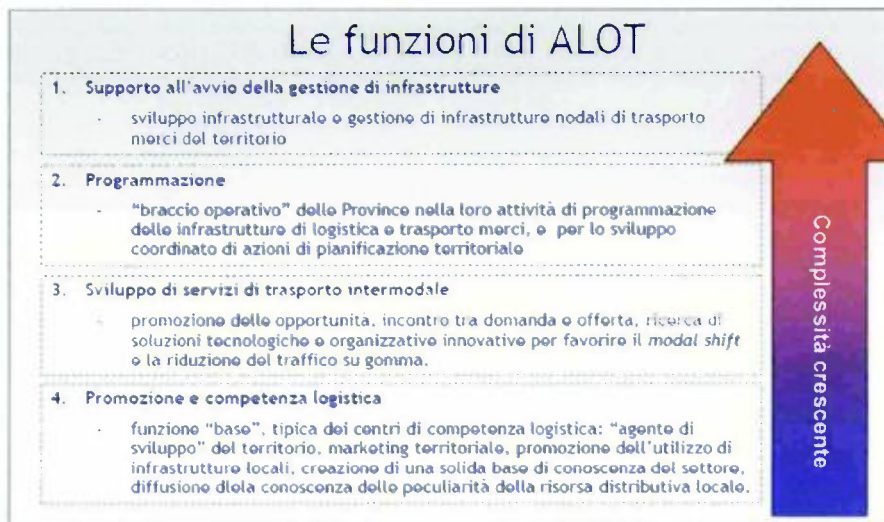 Le funzioni di ALOT
1. Supporto all'avvio della gestione di infrastrutture
- sviluppo infrastrutturale e gestione di infrastrutture nodali di trasporto
merci del territorio
2. Programmazione
- "braccio operativo" delle Province nella loro attività di programmazione
delle infrastrutture di logistica e trasporto merci, e per lo sviluppo
coordinato di azioni di pianificazione territoriale
3. Sviluppo di servizi di trasporto intermodale
- promozione delle opportunità, incontro tra domanda e offerta, ricerca di
soluzioni tecnologiche e organizzative innovative per favorire il modal shift
e la riduzione del traffico su gomma.
4. Promozione e competenza logistica
- funzione "base", tipica dei centri di competenza logistica: "agente di
sviluppo" del territorio, marketing territoriale, promozione dell'utilizzo di
infrastrutture locali, creazione di una solida base di conoscenza del settore,
diffusione dlela conoscenza delle peculiarità della risorsa distributiva locale.
Complessità crescente